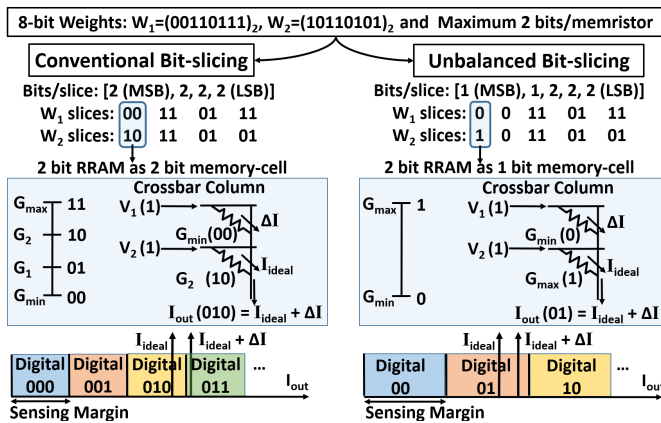 8-bit Weights: W1=(00110111)2, W2=(10110101)2 and Maximum 2 bits/memristor
Conventional Bit-slicing
Bits/slice: [2 (MSB), 2, 2, 2 (LSB)]
W1 slices: 00 11 01 11
W2 slices: 10 11 01 01
2 bit RRAM as 2 bit memory-cell
Crossbar Column
Gmax 11
G2 10
G1 01
Gmin 00
V1 (1)
ΔI
Gmin (00)
V2 (1)
Iideal
G2 (10)
Iout (010) = Iideal + ΔI
Iideal
Iideal + ΔI
Digital 000
Digital 001
Digital 010
Digital 011
...
Iout
Sensing Margin
Unbalanced Bit-slicing
Bits/slice: [1 (MSB), 1, 2, 2, 2 (LSB)]
W1 slices: 0 0 11 01 11
W2 slices: 1 0 11 01 01
2 bit RRAM as 1 bit memory-cell
Crossbar Column
Gmax 1
Gmin 0
V1 (1)
ΔI
Gmin (0)
V2 (1)
Iideal
Gmax (1)
Iout (01) = Iideal + ΔI
Iideal
Iideal + ΔI
Digital 00
Digital 01
Digital 10
...
Iout
Sensing Margin